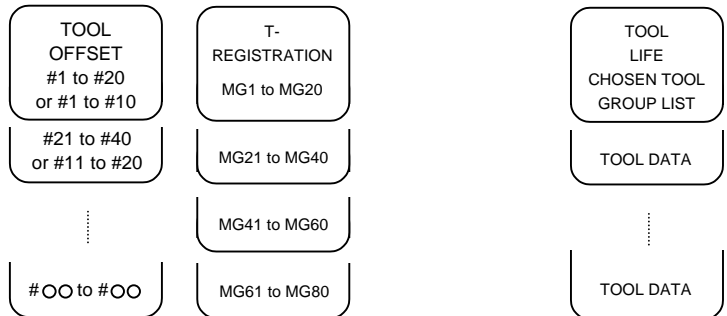 TOOL
OFFSET
#1 to #20
or #1 to #10
#21 to #40
or #11 to #20
#○○ to #○○
T-
REGISTRATION
MG1 to MG20
MG21 to MG40
MG41 to MG60
MG61 to MG80
TOOL
LIFE
CHOSEN TOOL
GROUP LIST
TOOL DATA
TOOL DATA